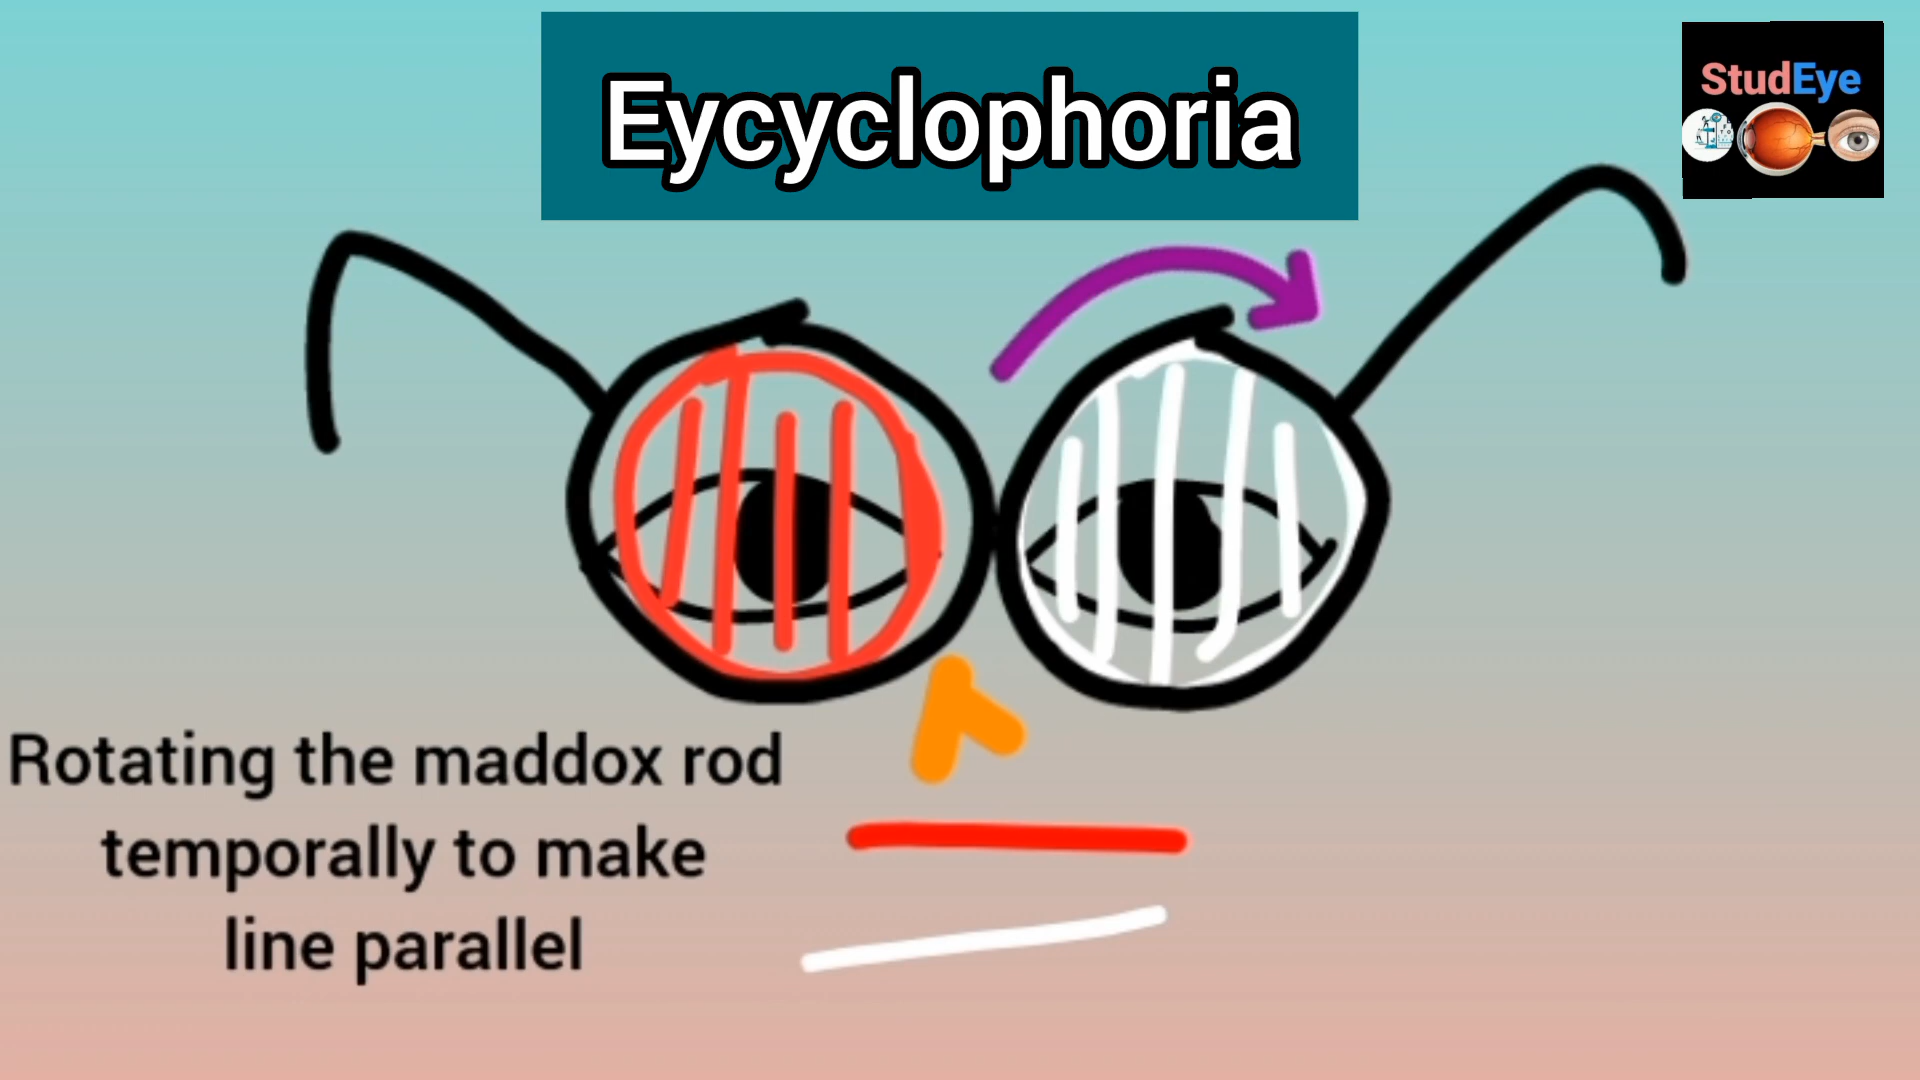 Eycyclophoria
StudEye
Rotating the maddox rod
temporally to make
line parallel